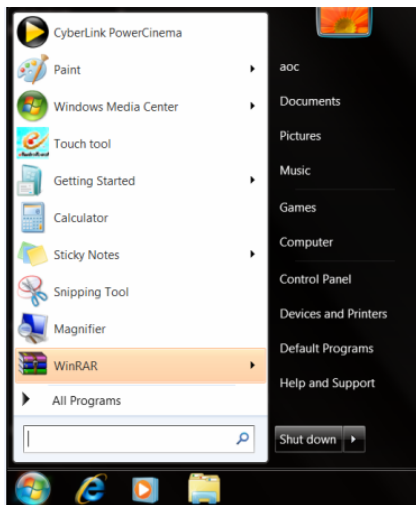 CyberLink PowerCinema
Paint
Windows Media Center
Touch tool
Getting Started
Calculator
Sticky Notes
Snipping Tool
Magnifier
WinRAR
All Programs
aoc
Documents
Pictures
Music
Games
Computer
Control Panel
Devices and Printers
Default Programs
Help and Support
Shut down